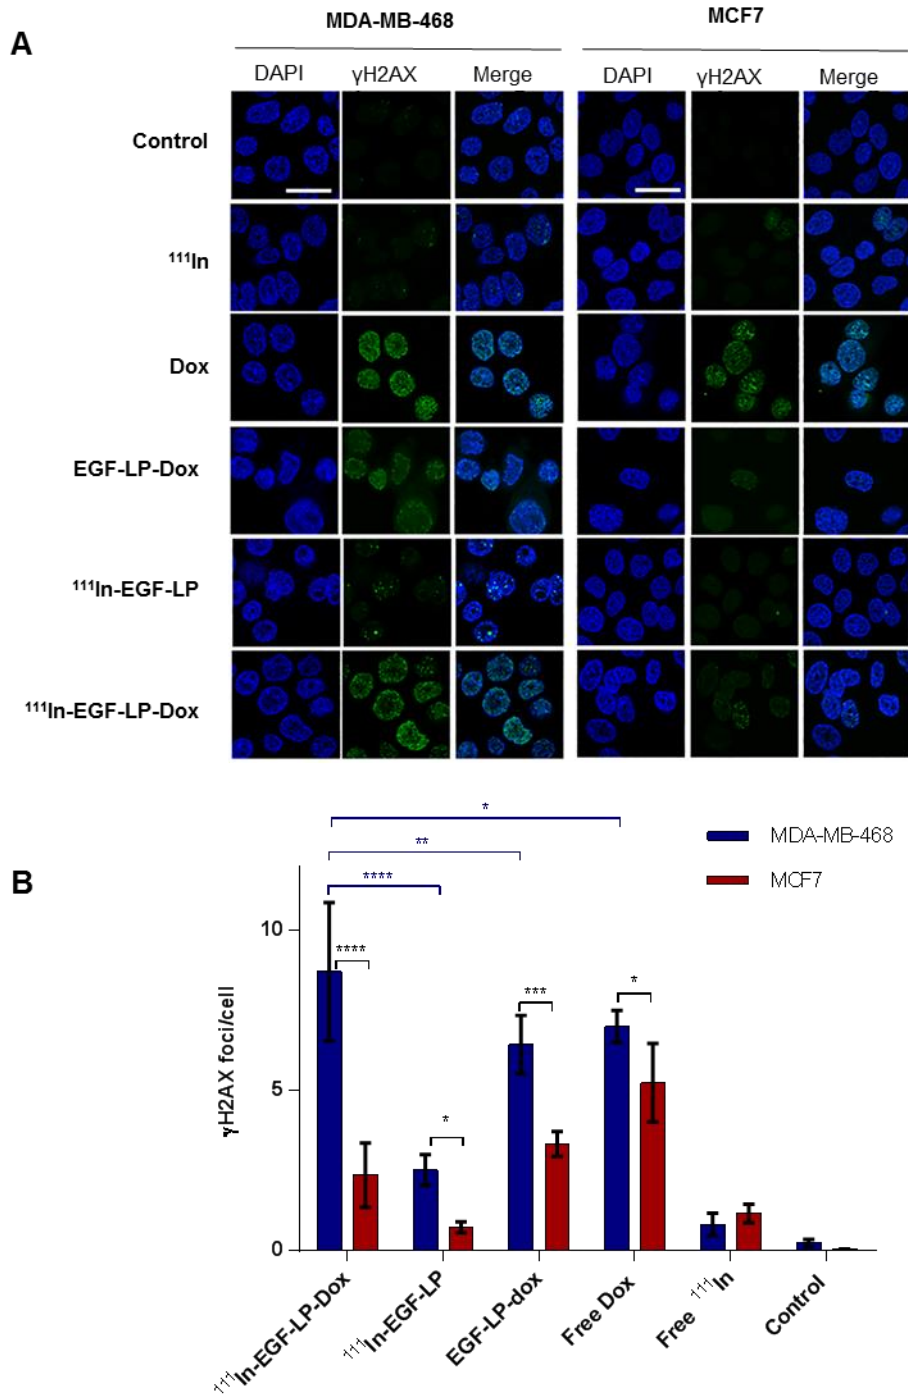 MDA-MB-468 MCF7
A
DAPI γH2AX Merge DAPI γH2AX Merge
Control
¹¹¹In
Dox
EGF-LP-Dox
¹¹¹In-EGF-LP
¹¹¹In-EGF-LP-Dox
B
*
**
****
MDA-MB-468
MCF7
10
****
***
*
γH2AX foci/cell
5
*
0
¹¹¹In-EGF-LP-Dox
¹¹¹In-EGF-LP
EGF-LP-dox
Free Dox
Free ¹¹¹In
Control